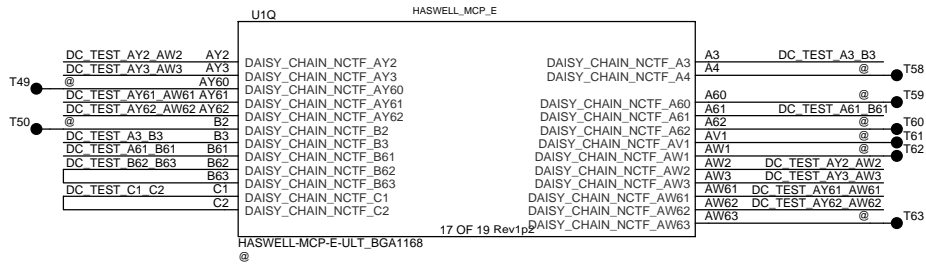 U1Q HASWELL_MCP_E
DC_TEST_AY2_AW2 AY2 DAISY_CHAIN_NCTF_AY2
DC_TEST_AY3_AW3 AY3 DAISY_CHAIN_NCTF_AY3
T49 @ AY60 DAISY_CHAIN_NCTF_AY60
DC_TEST_AY61_AW61 AY61 DAISY_CHAIN_NCTF_AY61
DC_TEST_AY62_AW62 AY62 DAISY_CHAIN_NCTF_AY62
T50 @ B2 DAISY_CHAIN_NCTF_B2
DC_TEST_A3_B3 B3 DAISY_CHAIN_NCTF_B3
DC_TEST_A61_B61 B61 DAISY_CHAIN_NCTF_B61
DC_TEST_B62_B63 B62 DAISY_CHAIN_NCTF_B62
B63 DAISY_CHAIN_NCTF_B63
DC_TEST_C1_C2 C1 DAISY_CHAIN_NCTF_C1
C2 DAISY_CHAIN_NCTF_C2
DAISY_CHAIN_NCTF_A3 A3 DC_TEST_A3_B3
DAISY_CHAIN_NCTF_A4 A4 @ T58
DAISY_CHAIN_NCTF_A60 A60 @ T59
DAISY_CHAIN_NCTF_A61 A61 DC_TEST_A61_B61
DAISY_CHAIN_NCTF_A62 A62 @ T60
DAISY_CHAIN_NCTF_AV1 AV1 @ T61
DAISY_CHAIN_NCTF_AW1 AW1 @ T62
DAISY_CHAIN_NCTF_AW2 AW2 DC_TEST_AY2_AW2
DAISY_CHAIN_NCTF_AW3 AW3 DC_TEST_AY3_AW3
DAISY_CHAIN_NCTF_AW61 AW61 DC_TEST_AY61_AW61
DAISY_CHAIN_NCTF_AW62 AW62 DC_TEST_AY62_AW62
DAISY_CHAIN_NCTF_AW63 AW63 @ T63
17 OF 19 Rev1p2
HASWELL-MCP-E-ULT_BGA1168
@